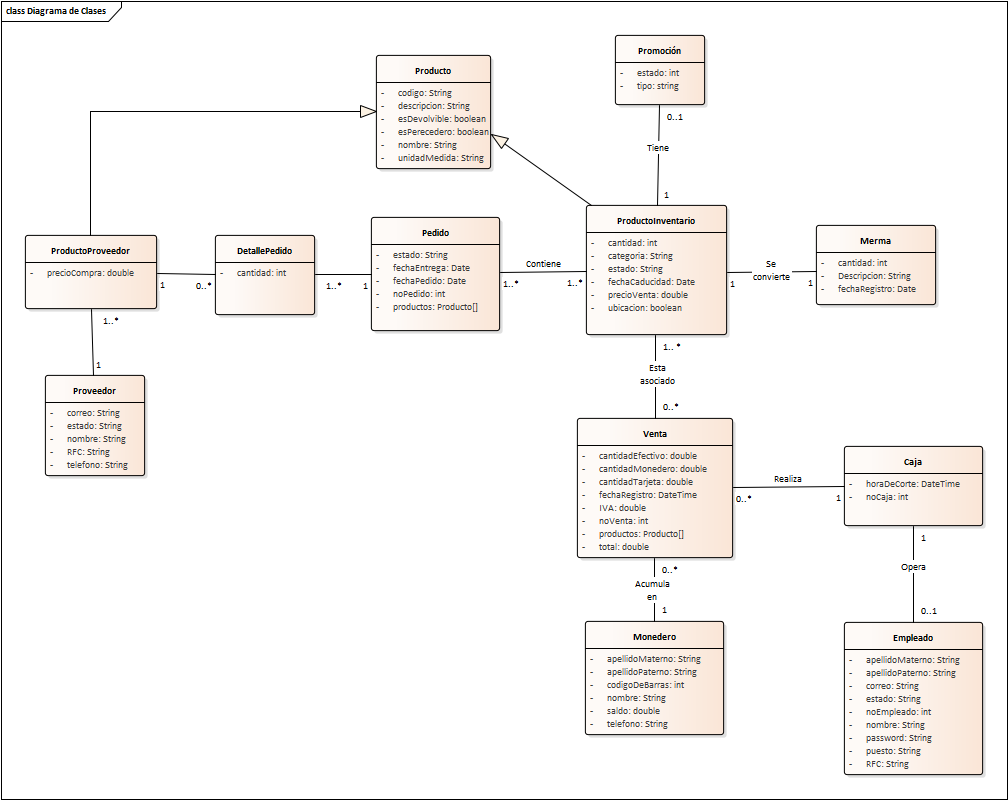 class Diagrama de Clases
Producto
- codigo: String
- descripcion: String
- esDevolvible: boolean
- esPerecedero: boolean
- nombre: String
- unidadMedida: String
Promoción
- estado: int
- tipo: string
0..1
Tiene
1
ProductoProveedor
- precioCompra: double
1
0..*
DetallePedido
- cantidad: int
1..*
1
Pedido
- estado: String
- fechaEntrega: Date
- fechaPedido: Date
- noPedido: int
- productos: Producto[]
Contiene
1..*
1..*
ProductoInventario
- cantidad: int
- categoria: String
- estado: String
- fechaCaducidad: Date
- precioVenta: double
- ubicacion: boolean
Se
convierte
1
1
Merma
- cantidad: int
- Descripcion: String
- fechaRegistro: Date
1..*
1
Proveedor
- correo: String
- estado: String
- nombre: String
- RFC: String
- telefono: String
1.. *
Esta
asociado
0..*
Venta
- cantidadEfectivo: double
- cantidadMonedero: double
- cantidadTarjeta: double
- fechaRegistro: DateTime
- IVA: double
- noVenta: int
- productos: Producto[]
- total: double
Realiza
0..*
1
Caja
- horaDeCorte: DateTime
- noCaja: int
1
Opera
0..1
0..*
Acumula
en
1
Monedero
- apellidoMaterno: String
- apellidoPaterno: String
- codigoDeBarras: int
- nombre: String
- saldo: double
- telefono: String
Empleado
- apellidoMaterno: String
- apellidoPaterno: String
- correo: String
- estado: String
- noEmpleado: int
- nombre: String
- password: String
- puesto: String
- RFC: String